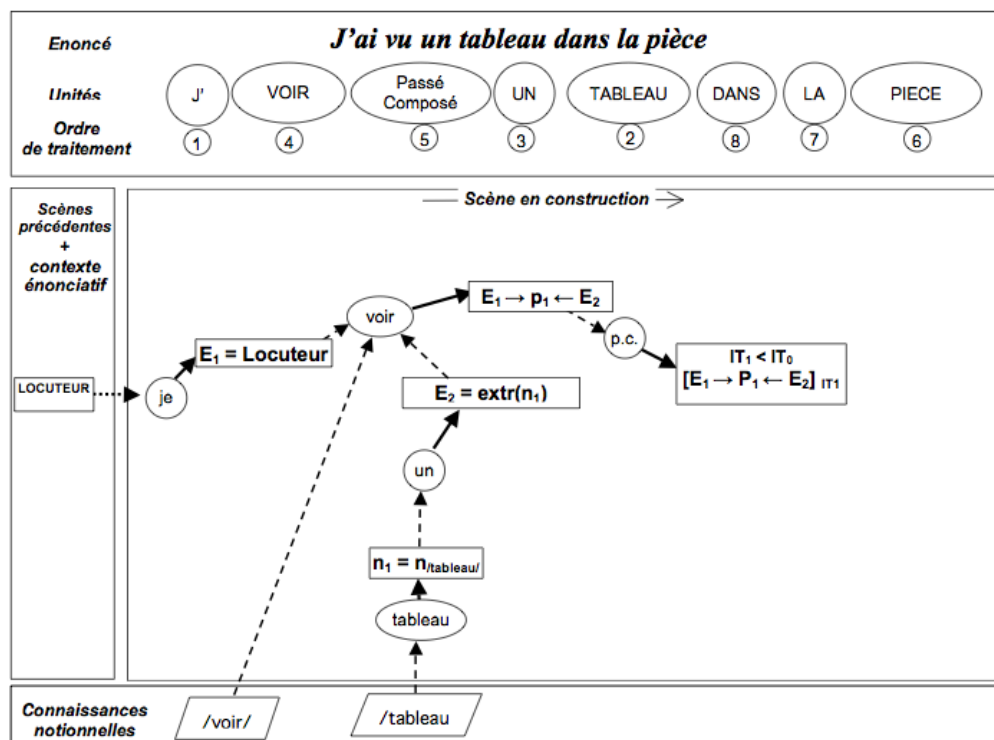 Enoncé
J'ai vu un tableau dans la pièce
Unités
J'
VOIR
Passé
Composé
UN
TABLEAU
DANS
LA
PIECE
Ordre
de traitement
1
4
5
3
2
8
7
6
Scènes
précédentes
+
contexte
énonciatif
Scène en construction
LOCUTEUR
je
E1 = Locuteur
voir
E1 → p1 ← E2
p.c.
IT1 < IT0
[E1 → P1 ← E2] IT1
E2 = extr(n1)
un
n1 = n/tableau/
tableau
Connaissances
notionnelles
/voir/
/tableau